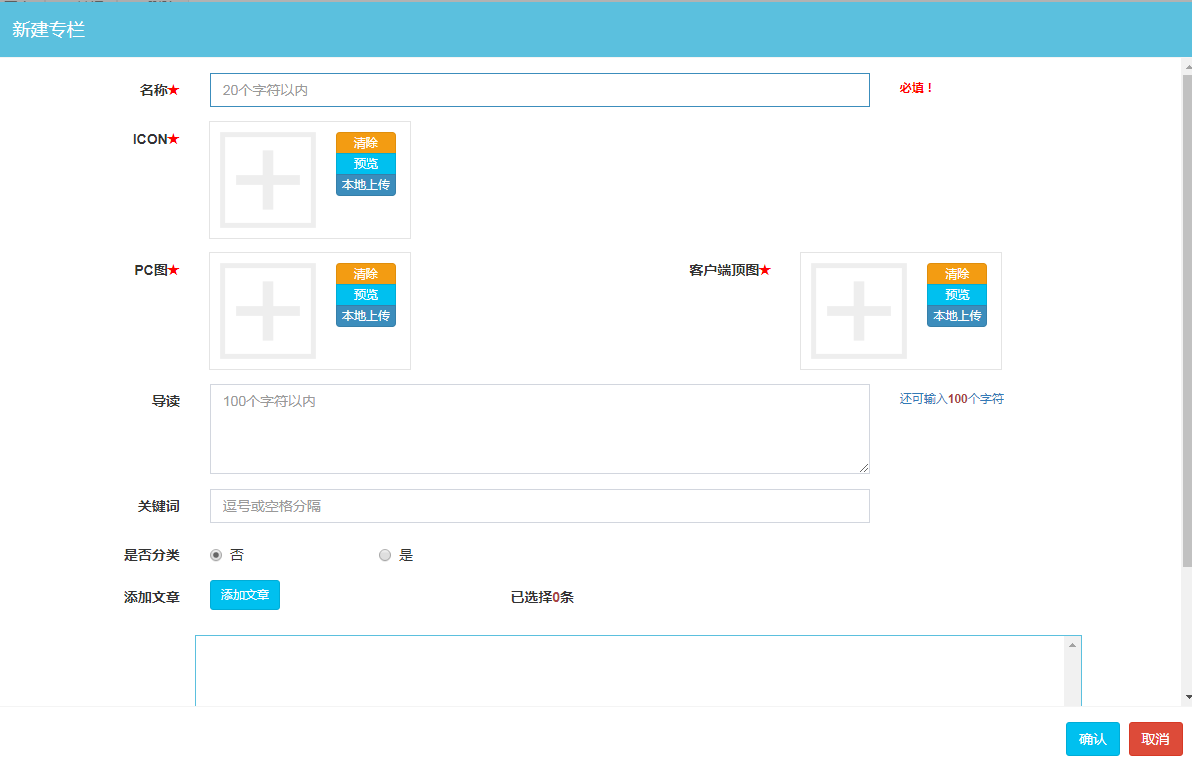 新建专栏
名称★ 20个字符以内 必填！
ICON★ 清除
预览
本地上传
PC图★ 清除 客户端顶图★ 清除
预览 预览
本地上传 本地上传
导读 100个字符以内 还可输入100个字符
关键词 逗号或空格分隔
是否分类 否 是
添加文章 添加文章 已选择0条
确认 取消